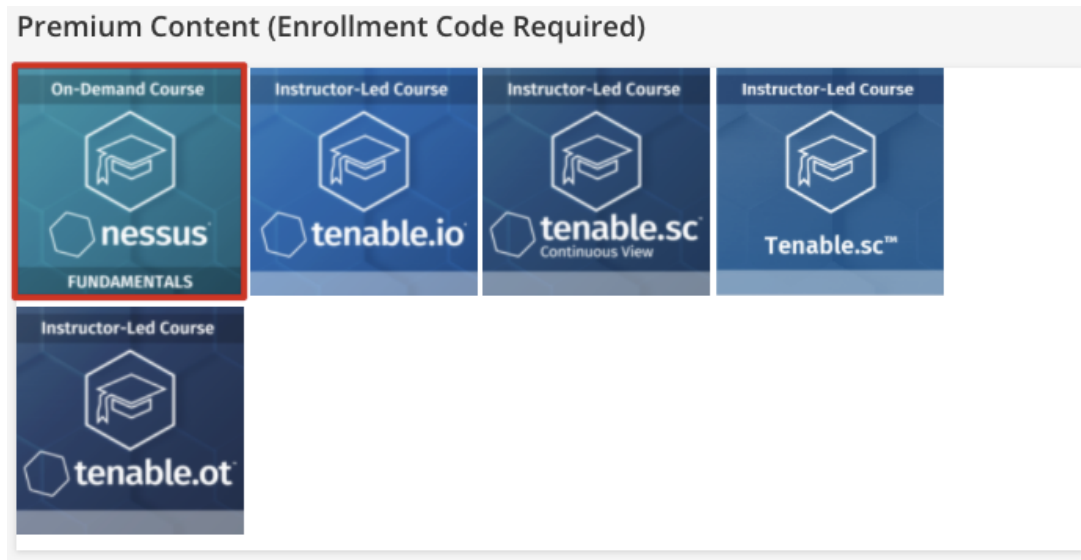 Premium Content (Enrollment Code Required)
On-Demand Course
nessus
FUNDAMENTALS
Instructor-Led Course
tenable.io
Instructor-Led Course
tenable.sc
Continuous View
Instructor-Led Course
Tenable.sc™
Instructor-Led Course
tenable.ot